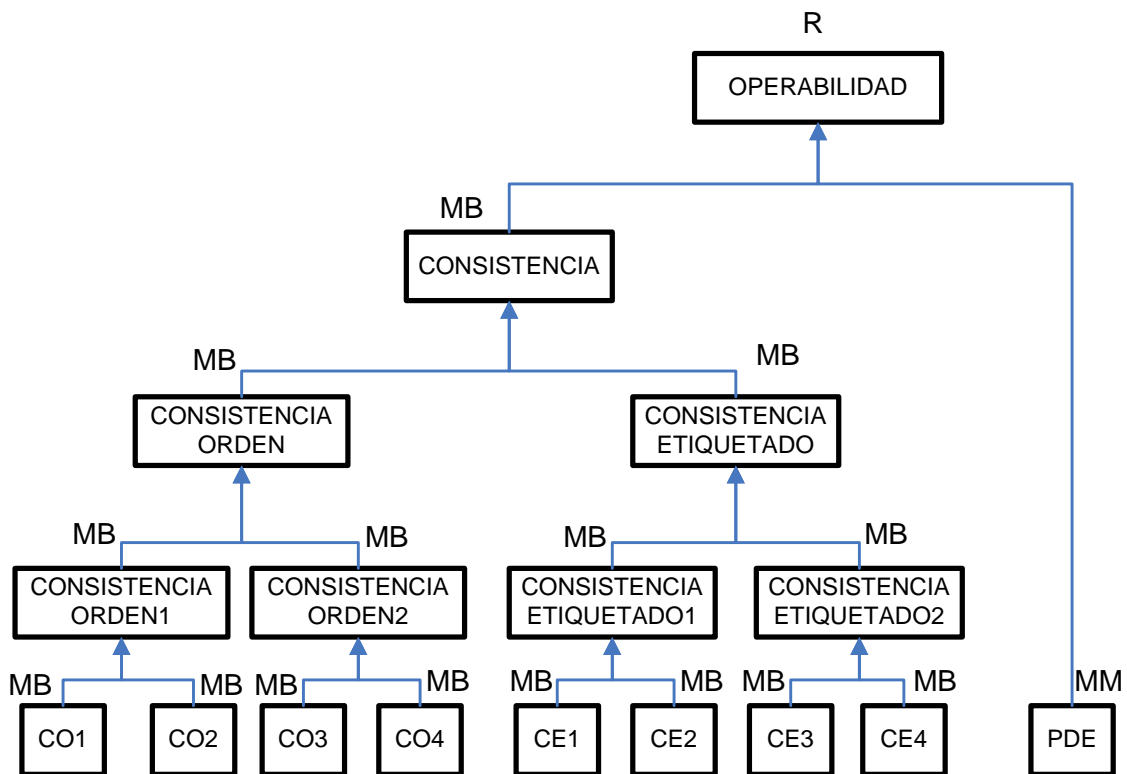 R
OPERABILIDAD
MB
CONSISTENCIA
MB
MB
CONSISTENCIA
ORDEN
CONSISTENCIA
ETIQUETADO
MB
MB
MB
MB
CONSISTENCIA
ORDEN1
CONSISTENCIA
ORDEN2
CONSISTENCIA
ETIQUETADO1
CONSISTENCIA
ETIQUETADO2
MB
MB
MB
MB
MB
MB
MB
MB
MM
CO1
CO2
CO3
CO4
CE1
CE2
CE3
CE4
PDE